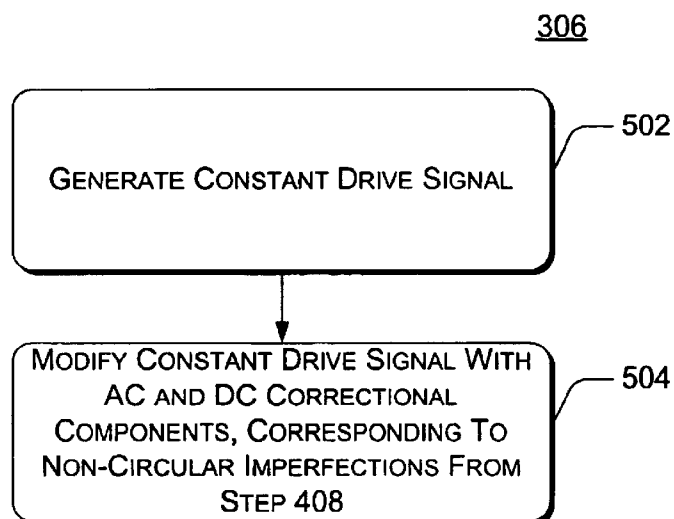 306
GENERATE CONSTANT DRIVE SIGNAL
502
MODIFY CONSTANT DRIVE SIGNAL WITH
AC AND DC CORRECTIONAL
COMPONENTS, CORRESPONDING TO
NON-CIRCULAR IMPERFECTIONS FROM
STEP 408
504